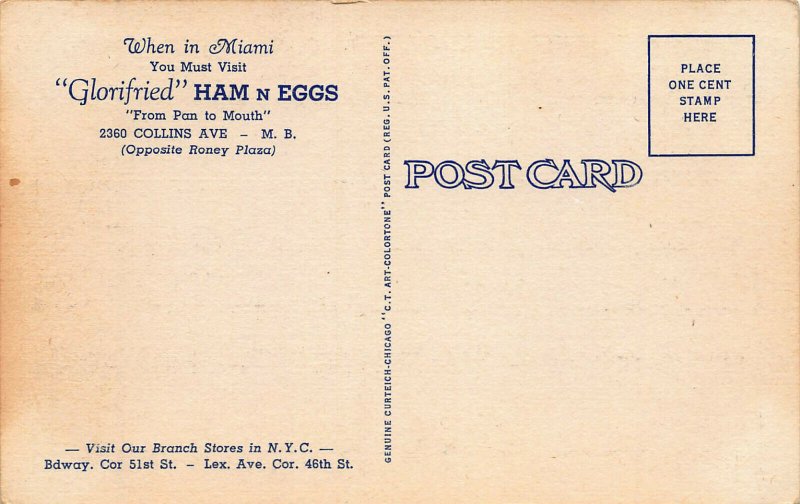 When in Miami
You Must Visit
"Glorifried" HAM N EGGS
"From Pan to Mouth"
2360 COLLINS AVE – M. B.
(Opposite Roney Plaza)
— Visit Our Branch Stores in N.Y.C. —
Bdway. Cor 51st St. – Lex. Ave. Cor. 46th St.
GENUINE CURTEICH-CHICAGO "C.T. ART-COLORTONE" POST CARD (REG. U.S. PAT. OFF.)
POST CARD
PLACE
ONE CENT
STAMP
HERE